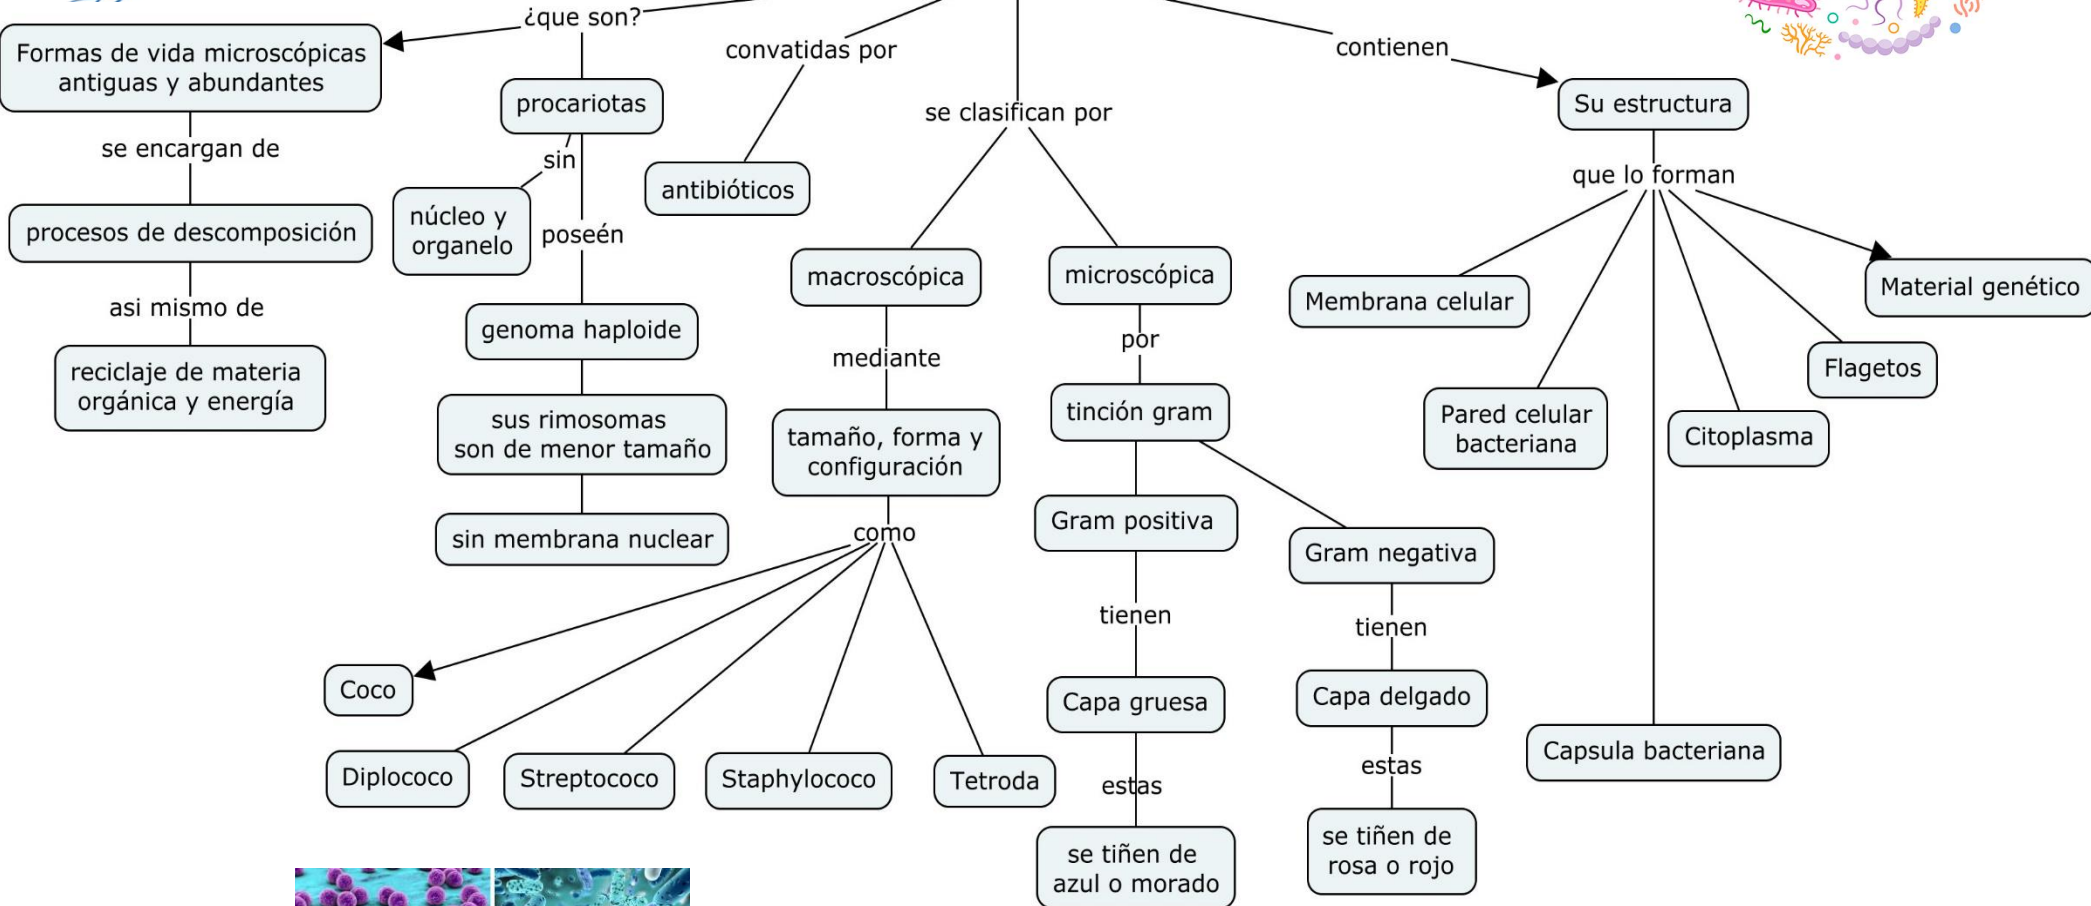 ¿que son?
Formas de vida microscópicas
antiguas y abundantes
se encargan de
procesos de descomposición
asi mismo de
reciclaje de materia
orgánica y energía
procariotas
sin
núcleo y
organelo
poseén
genoma haploide
sus rimosomas
son de menor tamaño
sin membrana nuclear
convatidas por
antibióticos
se clasifican por
macroscópica
mediante
tamaño, forma y
configuración
como
Coco
Diplococo
Streptococo
Staphylococo
Tetroda
microscópica
por
tinción gram
Gram positiva
tienen
Capa gruesa
estas
se tiñen de
azul o morado
Gram negativa
tienen
Capa delgado
estas
se tiñen de
rosa o rojo
contienen
Su estructura
que lo forman
Membrana celular
Pared celular
bacteriana
Capsula bacteriana
Citoplasma
Flagetos
Material genético